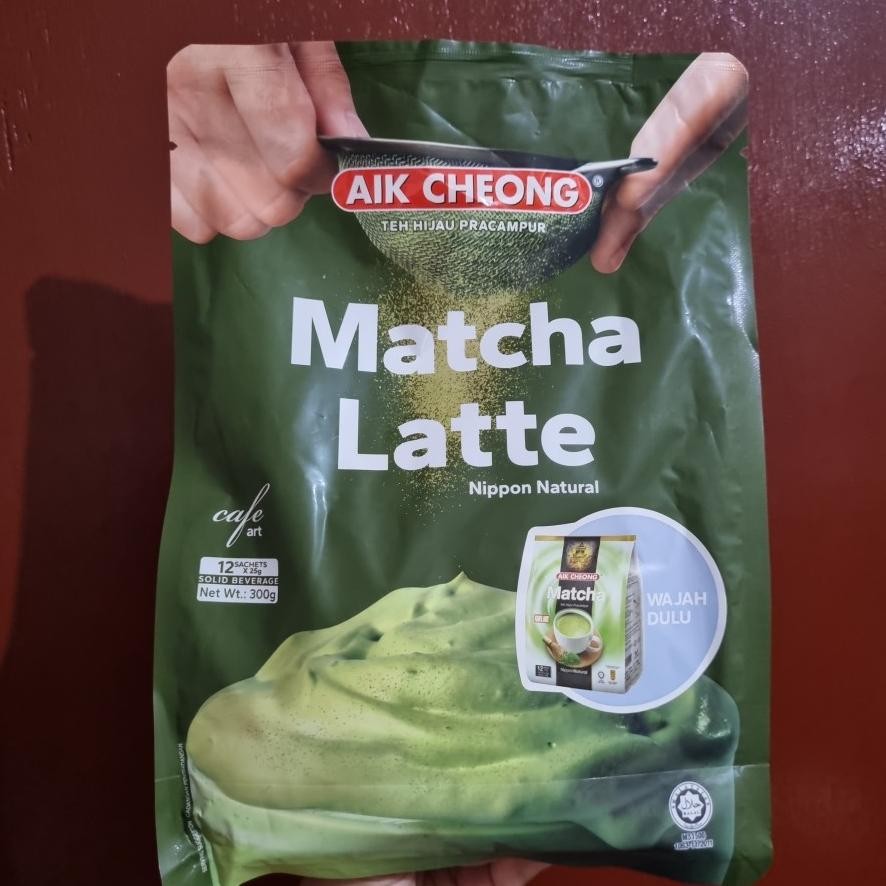 AIK CHEONG
®
TEH HIJAU PRACAMPUR
Matcha
Latte
Nippon Natural
cafe
art
12 SACHETS
X 25g
SOLID BEVERAGE
Net Wt.: 300g
AIK CHEONG
Matcha
WAJAH
DULU
HALAL